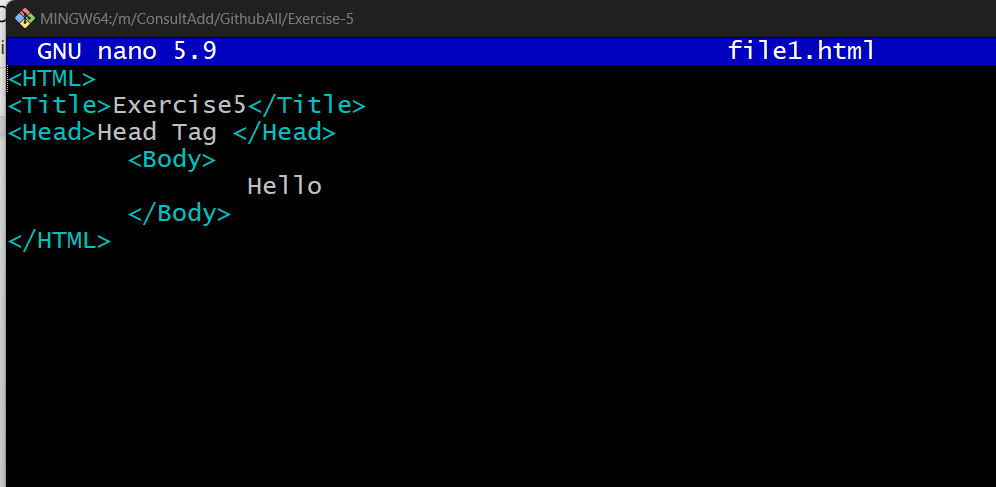 MINGW64:/m/ConsultAdd/GithubAll/Exercise-5
GNU nano 5.9 file1.html
<HTML>
<Title>Exercise5</Title>
<Head>Head Tag </Head>
<Body>
Hello
</Body>
</HTML>